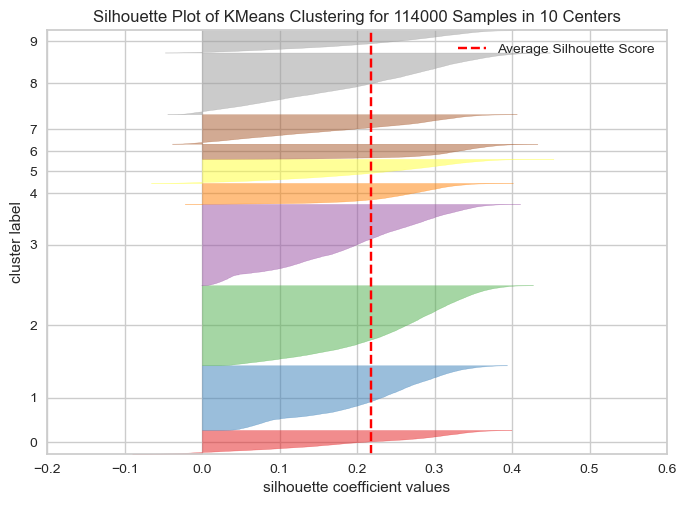 Silhouette Plot of KMeans Clustering for 114000 Samples in 10 Centers
Average Silhouette Score
cluster label
9
8
7
6
5
4
3
2
1
0
−0.2 −0.1 0.0 0.1 0.2 0.3 0.4 0.5 0.6
silhouette coefficient values